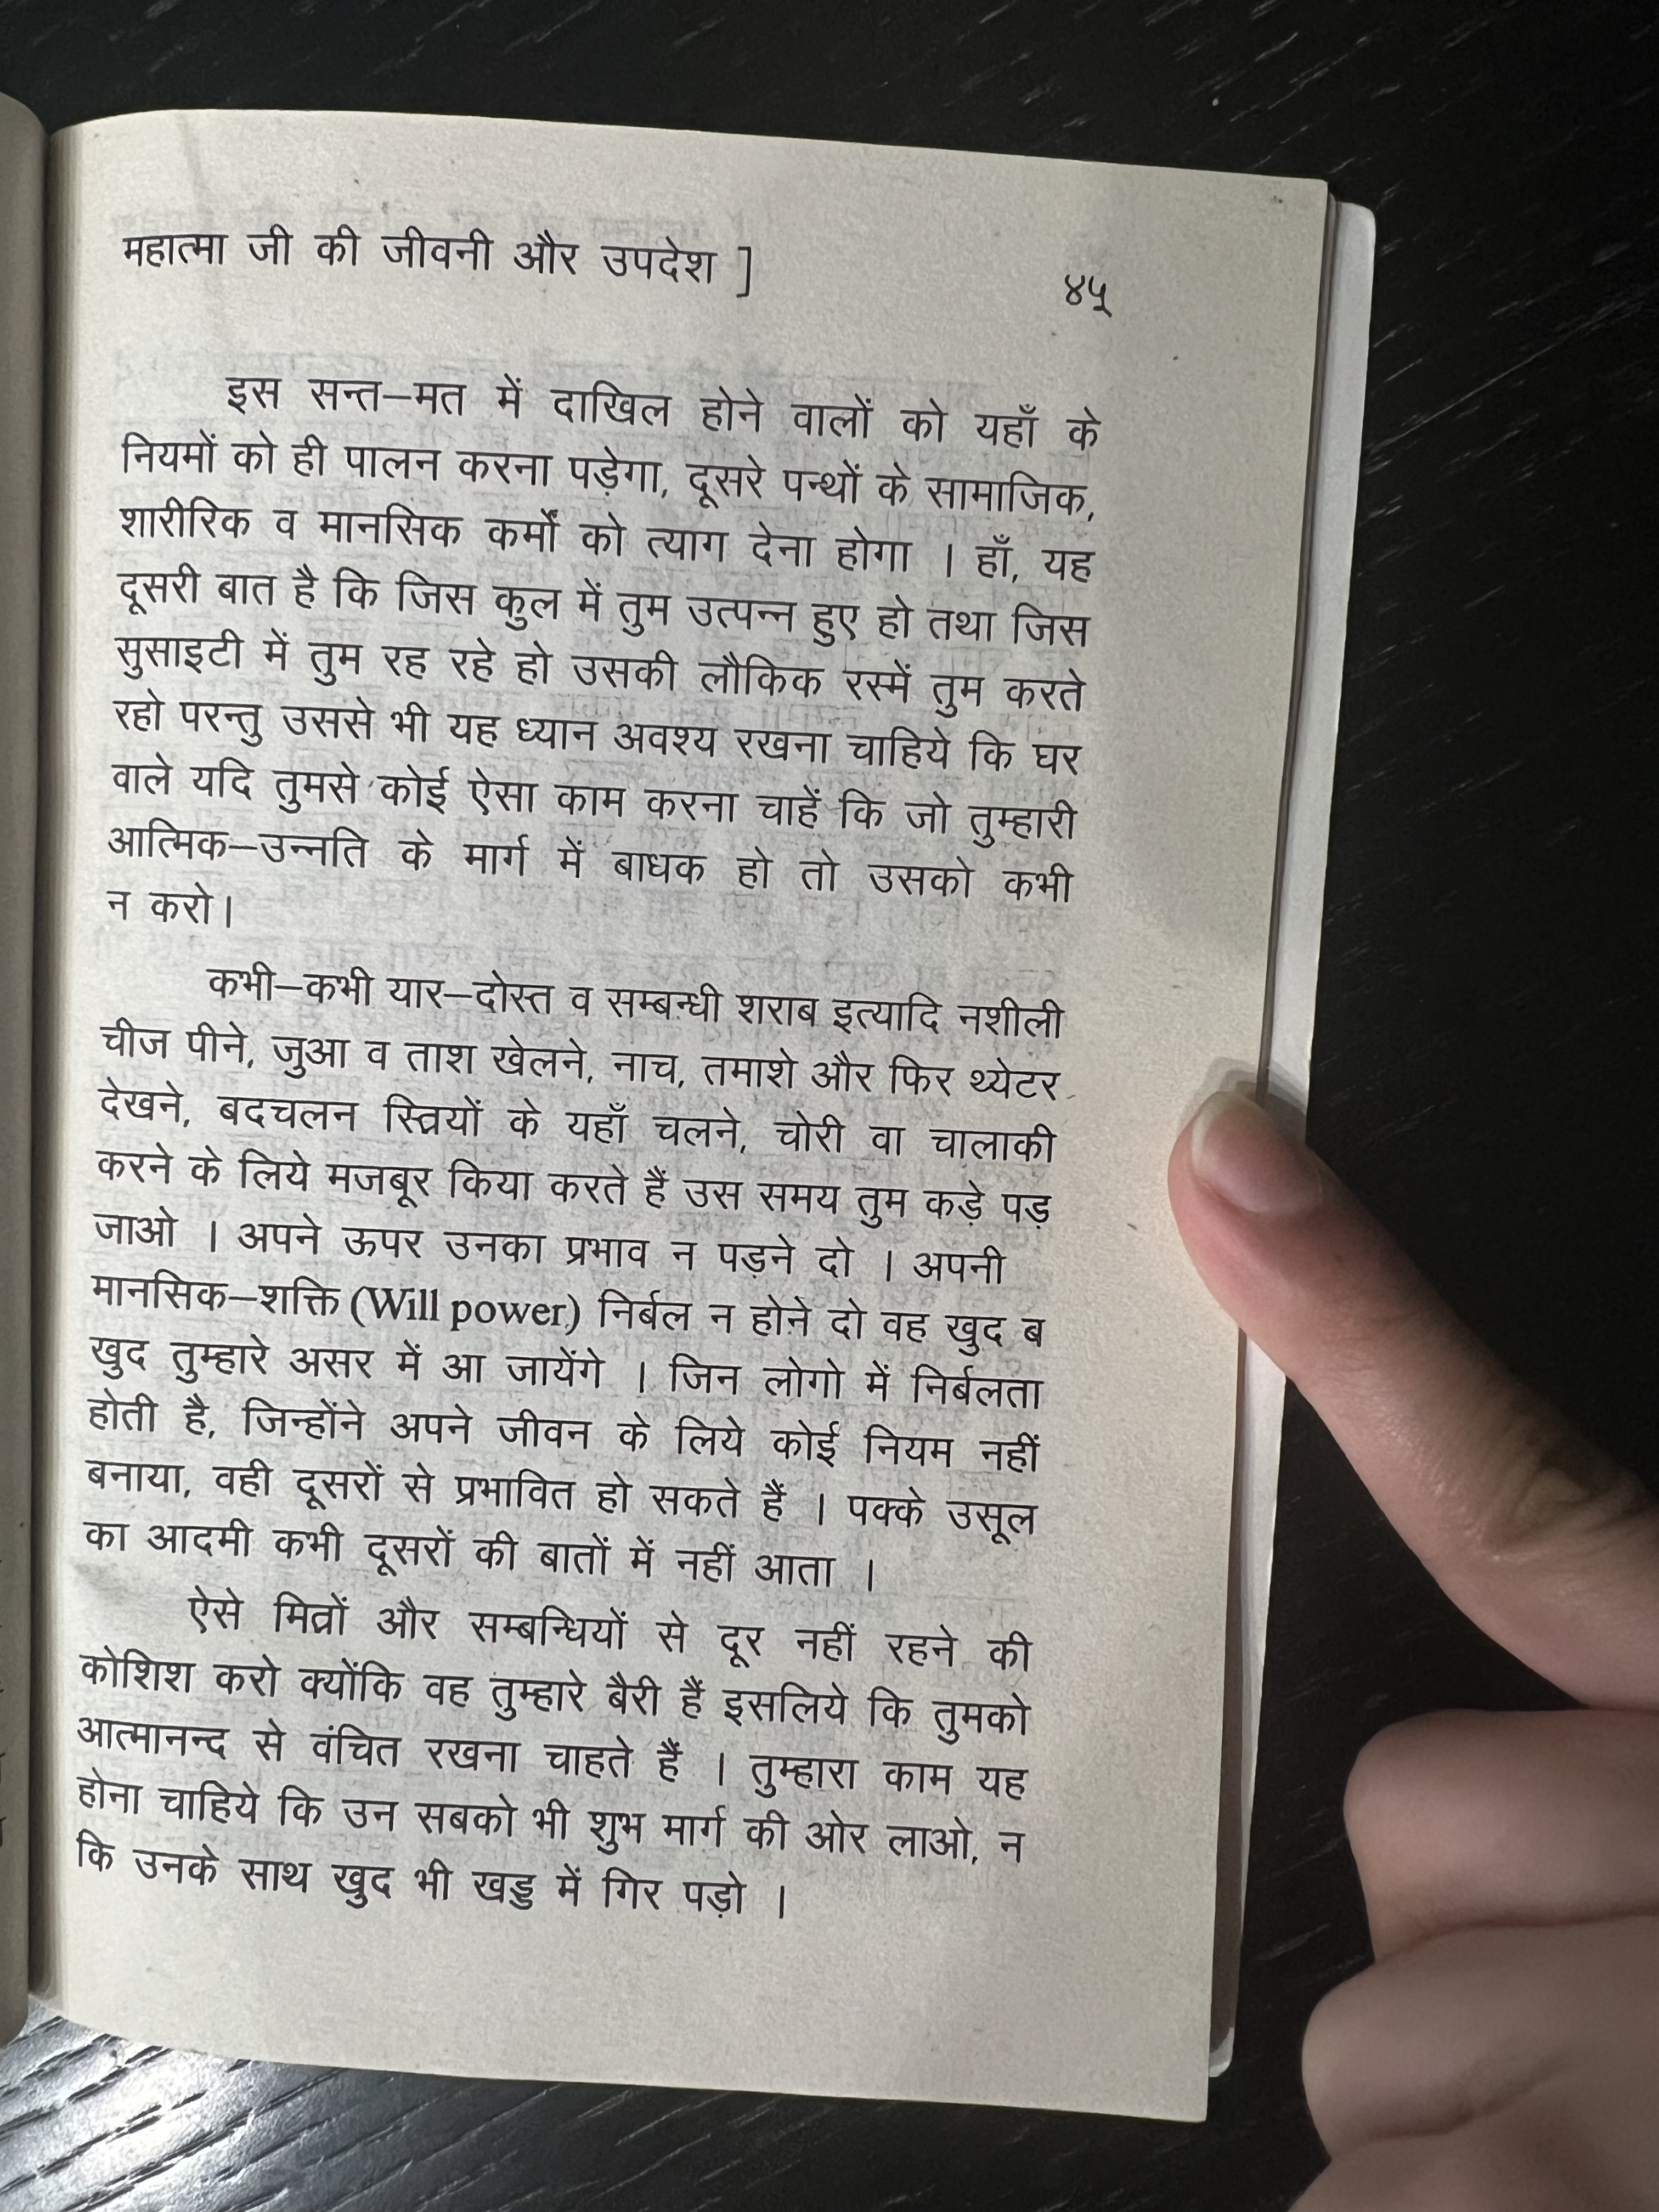 महात्मा जी की जीवनी और उपदेश ]
४५
इस सन्त–मत में दाखिल होने वालों को यहाँ के
नियमों को ही पालन करना पड़ेगा, दूसरे पन्थों के सामाजिक,
शारीरिक व मानसिक कर्मों को त्याग देना होगा । हाँ, यह
दूसरी बात है कि जिस कुल में तुम उत्पन्न हुए हो तथा जिस
सुसाइटी में तुम रह रहे हो उसकी लौकिक रस्में तुम करते
रहो परन्तु उससे भी यह ध्यान अवश्य रखना चाहिये कि घर
वाले यदि तुमसे कोई ऐसा काम करना चाहें कि जो तुम्हारी
आत्मिक–उन्नति के मार्ग में बाधक हो तो उसको कभी
न करो।
कभी–कभी यार–दोस्त व सम्बन्धी शराब इत्यादि नशीली
चीज पीने, जुआ व ताश खेलने, नाच, तमाशे और फिर थ्येटर
देखने, बदचलन स्त्रियों के यहाँ चलने, चोरी वा चालाकी
करने के लिये मजबूर किया करते हैं उस समय तुम कड़े पड़
जाओ । अपने ऊपर उनका प्रभाव न पड़ने दो । अपनी
मानसिक–शक्ति (Will power) निर्बल न होने दो वह खुद ब
खुद तुम्हारे असर में आ जायेंगे । जिन लोगो में निर्बलता
होती है, जिन्होंने अपने जीवन के लिये कोई नियम नहीं
बनाया, वही दूसरों से प्रभावित हो सकते हैं । पक्के उसूल
का आदमी कभी दूसरों की बातों में नहीं आता ।
ऐसे मित्रों और सम्बन्धियों से दूर नहीं रहने की
कोशिश करो क्योंकि वह तुम्हारे बैरी हैं इसलिये कि तुमको
आत्मानन्द से वंचित रखना चाहते हैं । तुम्हारा काम यह
होना चाहिये कि उन सबको भी शुभ मार्ग की ओर लाओ, न
कि उनके साथ खुद भी खड्ड में गिर पड़ो ।